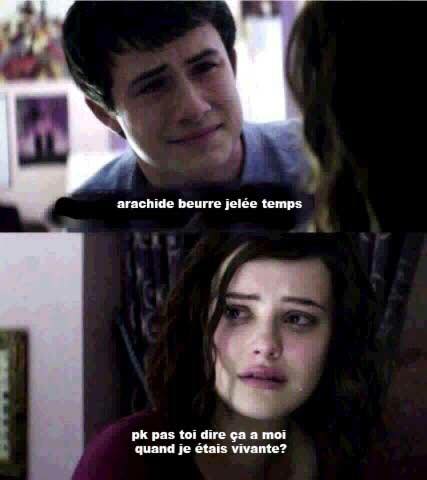 arachide beurre jelée temps
pk pas toi dire ça a moi
quand je étais vivante?